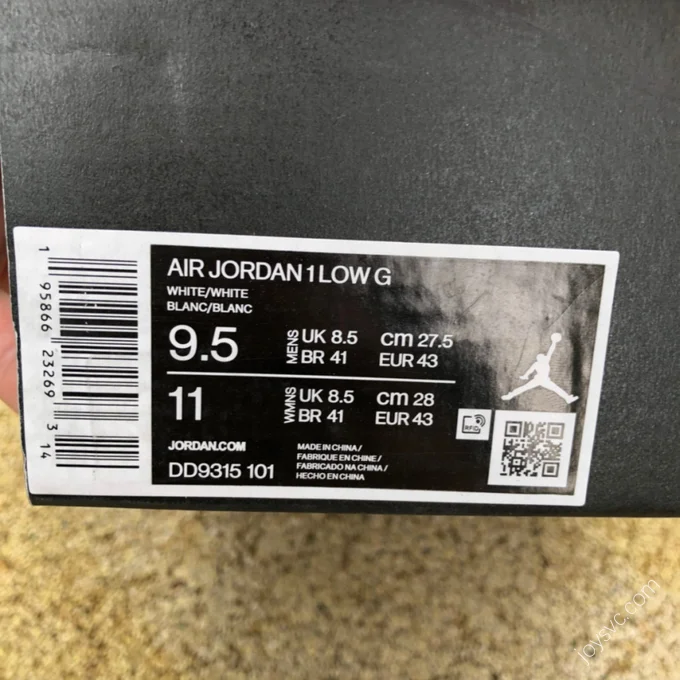 1 95866 23269 3 14
AIR JORDAN 1 LOW G
WHITE/WHITE
BLANC/BLANC
9.5
MENS
UK 8.5 cm 27.5
BR 41 EUR 43
11
WMNS
UK 8.5 cm 28
BR 41 EUR 43
RFID
JORDAN.COM
DD9315 101
MADE IN CHINA /
FABRIQUE EN CHINE /
FABRICADO NA CHINA /
HECHO EN CHINA
joysvc.com